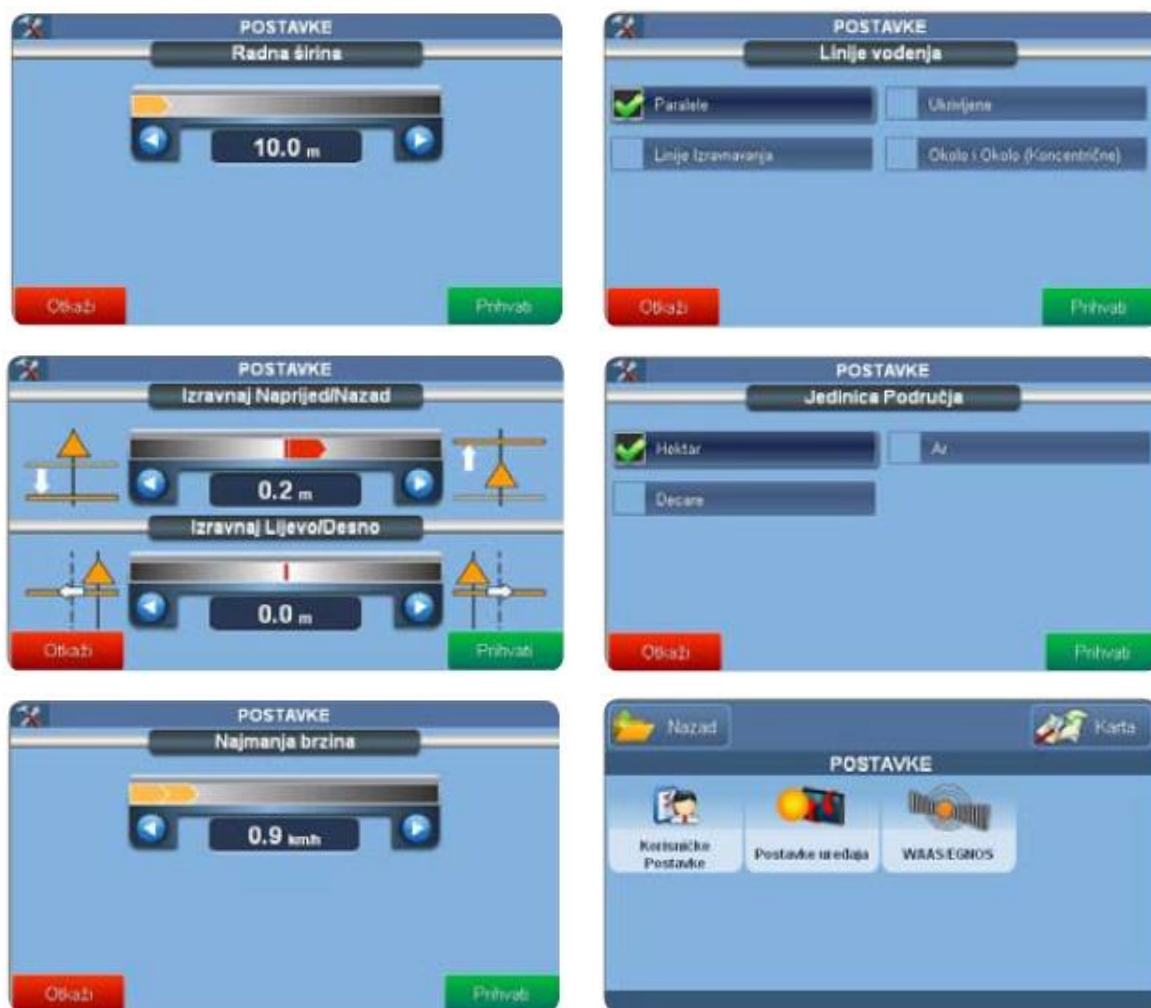 POSTAVKE
Radna širina
10.0 m
Otkaži
Prihvati
POSTAVKE
Linije vođenja
Paralele
Ukrivljene
Linije Izravnavanja
Okolo i Okolo (Koncentrične)
Otkaži
Prihvati
POSTAVKE
Izravnaj Naprijed/Nazad
0.2 m
Izravnaj Lijevo/Desno
0.0 m
Otkaži
Prihvati
POSTAVKE
Jedinica Područja
Hektar
Ar
Decare
Otkaži
Prihvati
POSTAVKE
Najmanja brzina
0.9 km/h
Otkaži
Prihvati
Nazad
Karta
POSTAVKE
Korisničke
Postavke
Postavke uređaja
WAAS/EGNOS